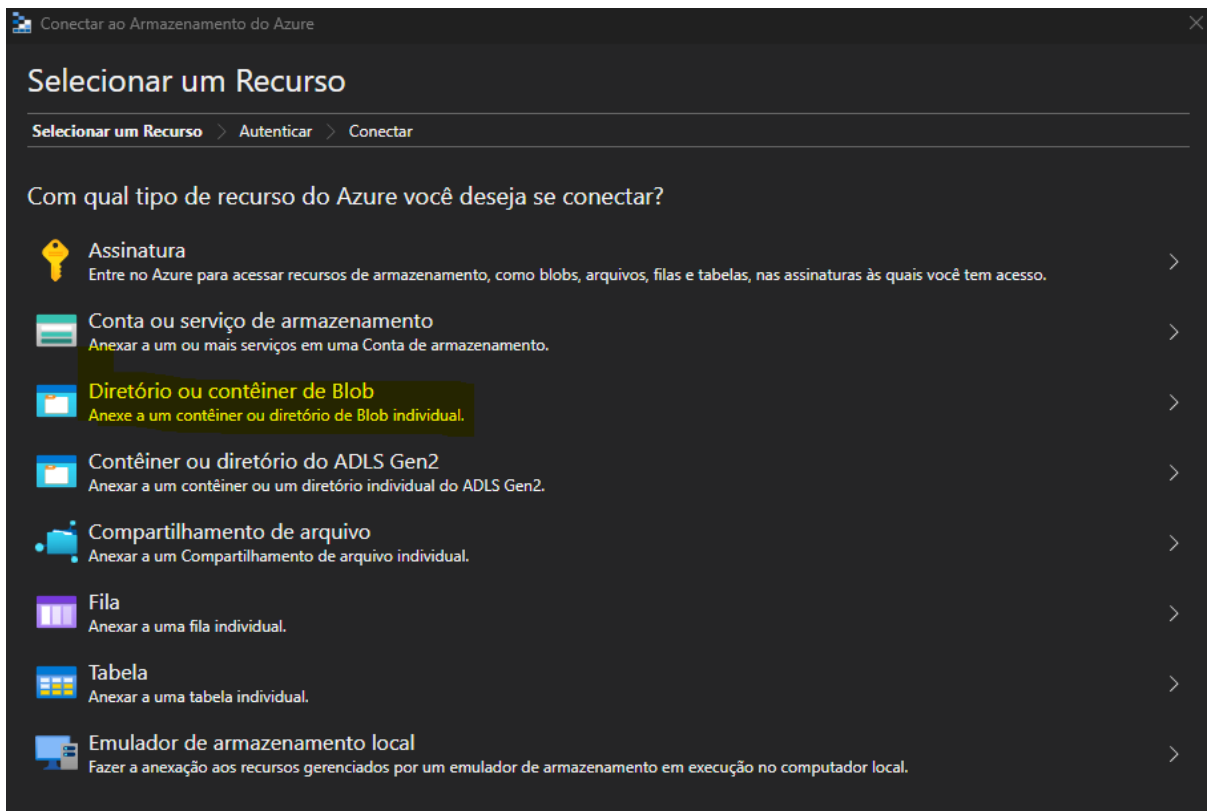 Conectar ao Armazenamento do Azure
Selecionar um Recurso
Selecionar um Recurso > Autenticar > Conectar
Com qual tipo de recurso do Azure você deseja se conectar?
Assinatura
Entre no Azure para acessar recursos de armazenamento, como blobs, arquivos, filas e tabelas, nas assinaturas às quais você tem acesso.
Conta ou serviço de armazenamento
Anexar a um ou mais serviços em uma Conta de armazenamento.
Diretório ou contêiner de Blob
Anexe a um contêiner ou diretório de Blob individual.
Contêiner ou diretório do ADLS Gen2
Anexar a um contêiner ou um diretório individual do ADLS Gen2.
Compartilhamento de arquivo
Anexar a um Compartilhamento de arquivo individual.
Fila
Anexar a uma fila individual.
Tabela
Anexar a uma tabela individual.
Emulador de armazenamento local
Fazer a anexação aos recursos gerenciados por um emulador de armazenamento em execução no computador local.